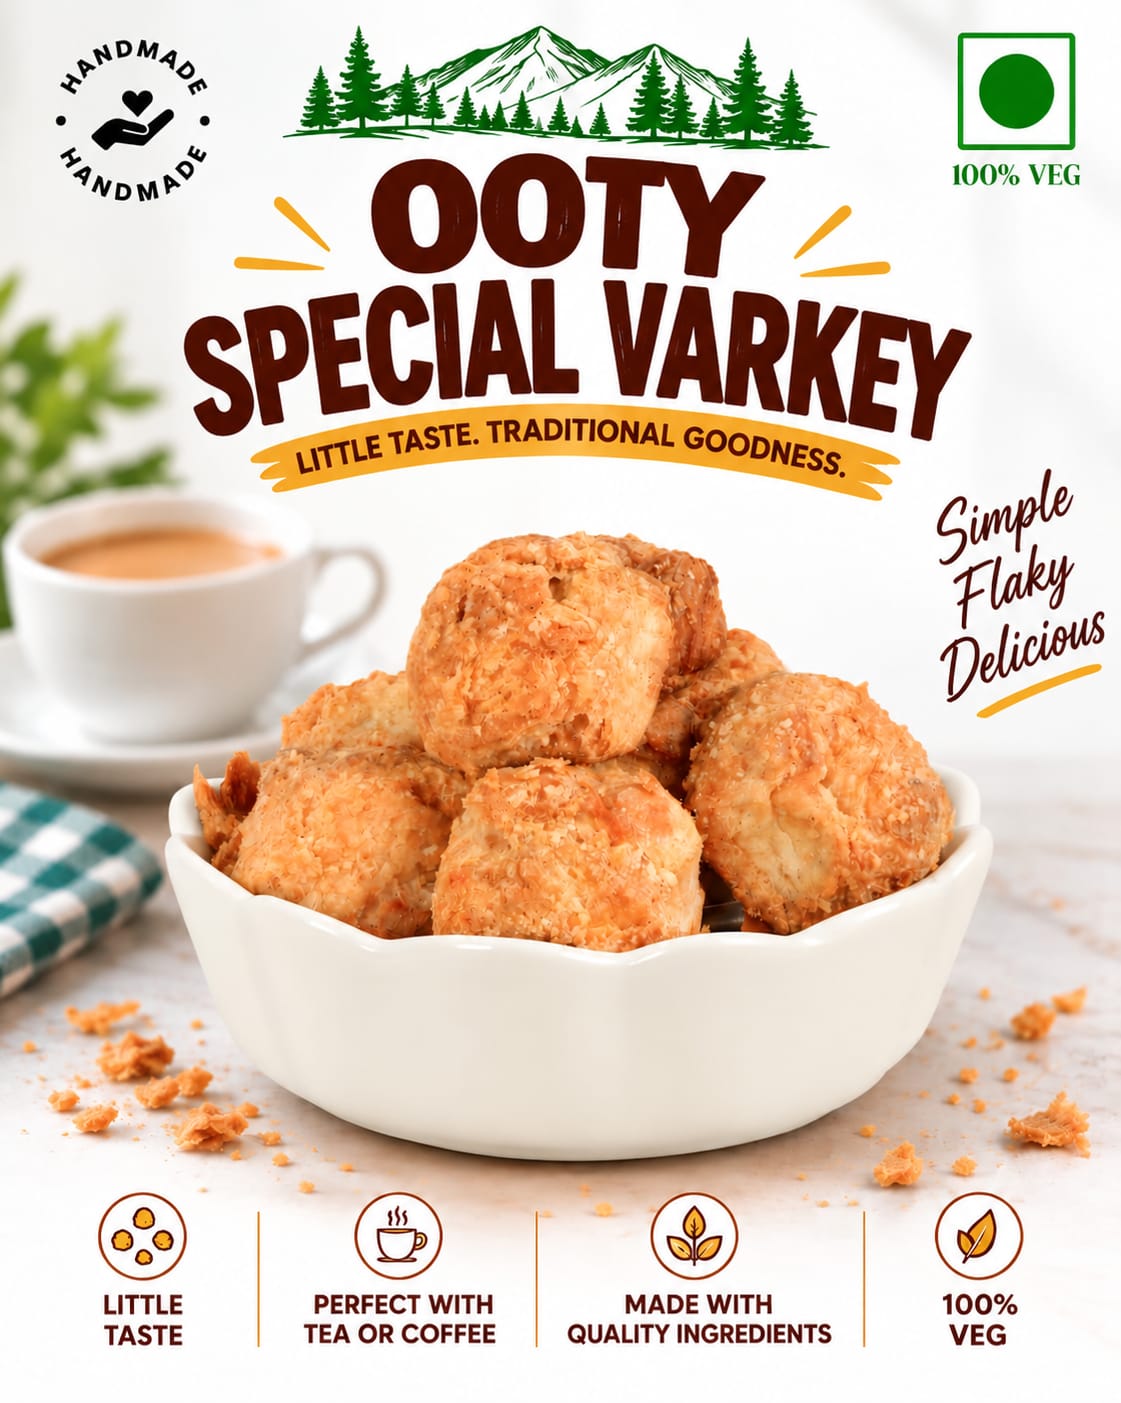 HANDMADE
HANDMADE
100% VEG
OOTY
SPECIAL VARKEY
LITTLE TASTE. TRADITIONAL GOODNESS.
Simple
Flaky
Delicious
LITTLE
TASTE
PERFECT WITH
TEA OR COFFEE
MADE WITH
QUALITY INGREDIENTS
100%
VEG